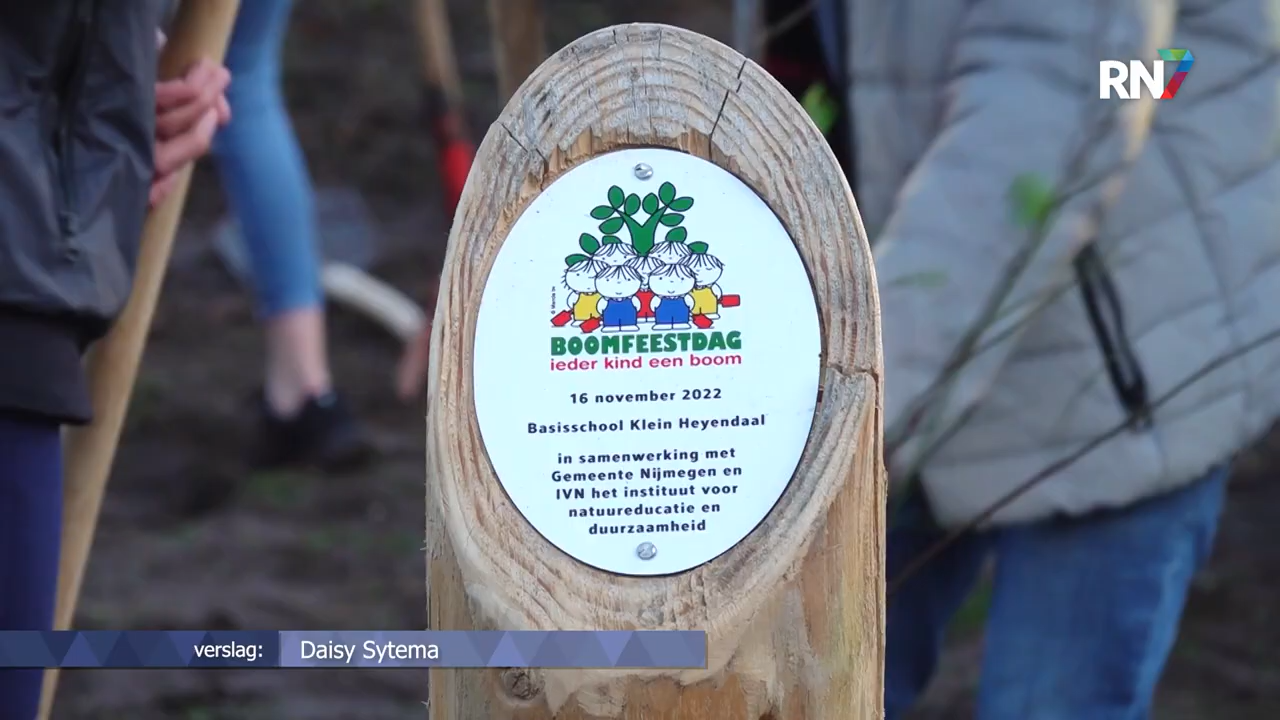 RN7
BOOMFEESTDAG
ieder kind een boom
16 november 2022
Basisschool Klein Heyendaal
in samenwerking met
Gemeente Nijmegen en
IVN het instituut voor
natuureducatie en
duurzaamheid
verslag: Daisy Sytema